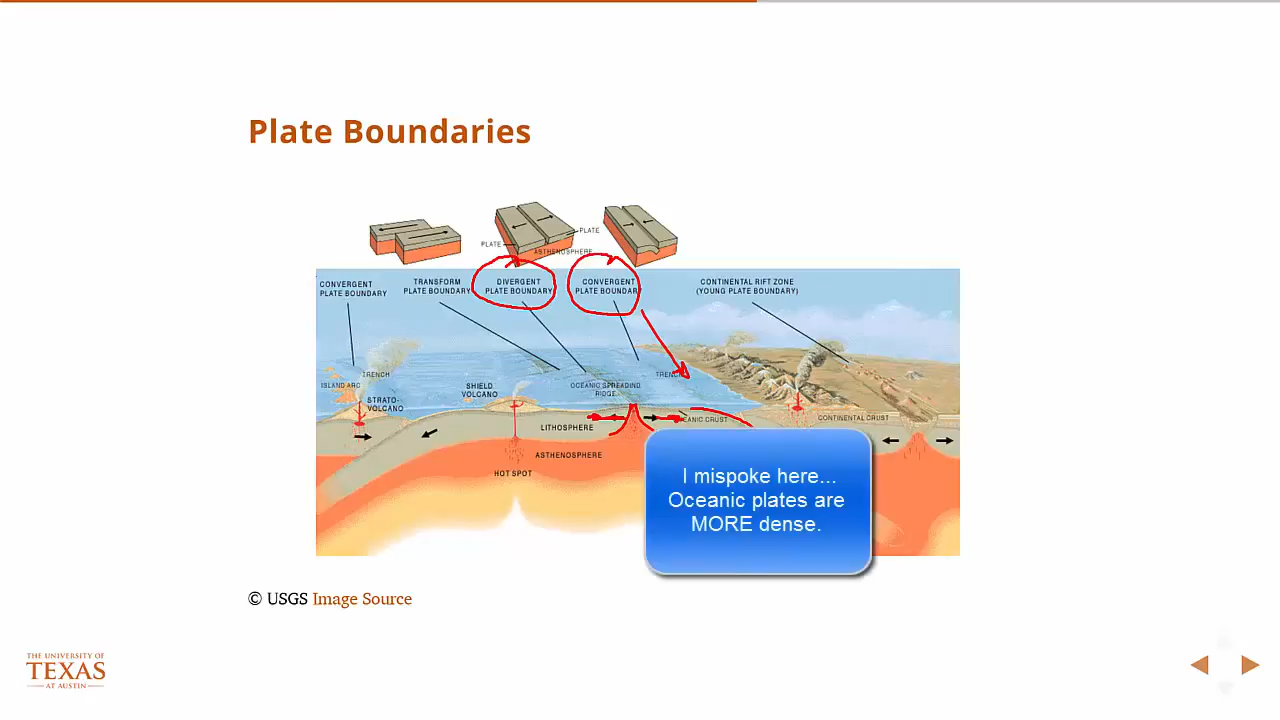 Plate Boundaries
PLATE
PLATE
ASTHENOSPHERE
CONVERGENT
PLATE BOUNDARY
TRANSFORM
PLATE BOUNDARY
DIVERGENT
PLATE BOUNDARY
CONVERGENT
PLATE BOUNDARY
CONTINENTAL RIFT ZONE
(YOUNG PLATE BOUNDARY)
TRENCH
ISLAND ARC
STRATO-
VOLCANO
SHIELD
VOLCANO
OCEANIC SPREADING
RIDGE
TRENCH
LITHOSPHERE
OCEANIC CRUST
CONTINENTAL CRUST
ASTHENOSPHERE
HOT SPOT
I mispoke here...
Oceanic plates are
MORE dense.
© USGS Image Source
THE UNIVERSITY OF
TEXAS
AT AUSTIN